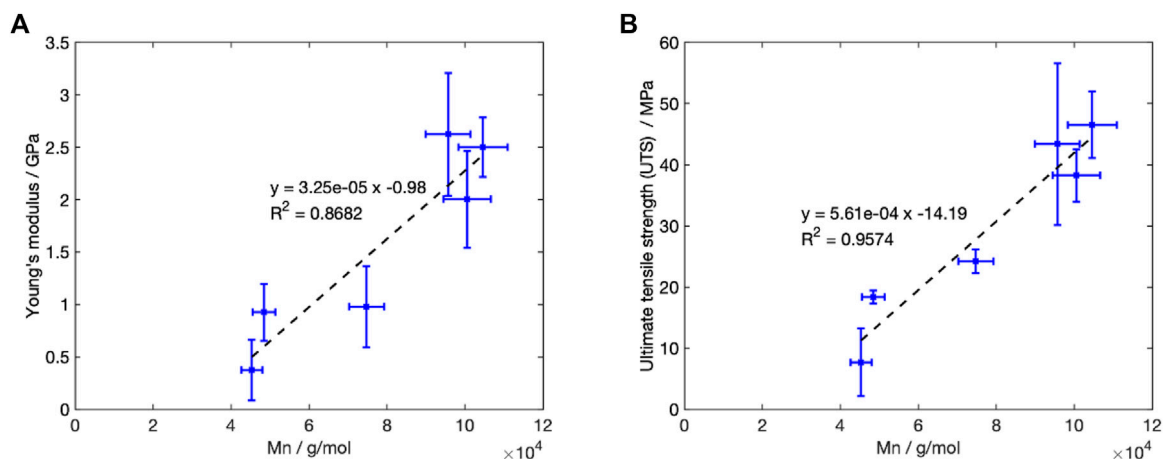 A
3.5
3
2.5
2
1.5
1
0.5
0
Young's modulus / GPa
y = 3.25e-05 x -0.98
R² = 0.8682
0 2 4 6 8 10 12
Mn / g/mol
×10⁴
B
60
50
40
30
20
10
0
Ultimate tensile strength (UTS) / MPa
y = 5.61e-04 x -14.19
R² = 0.9574
0 2 4 6 8 10 12
Mn / g/mol
×10⁴